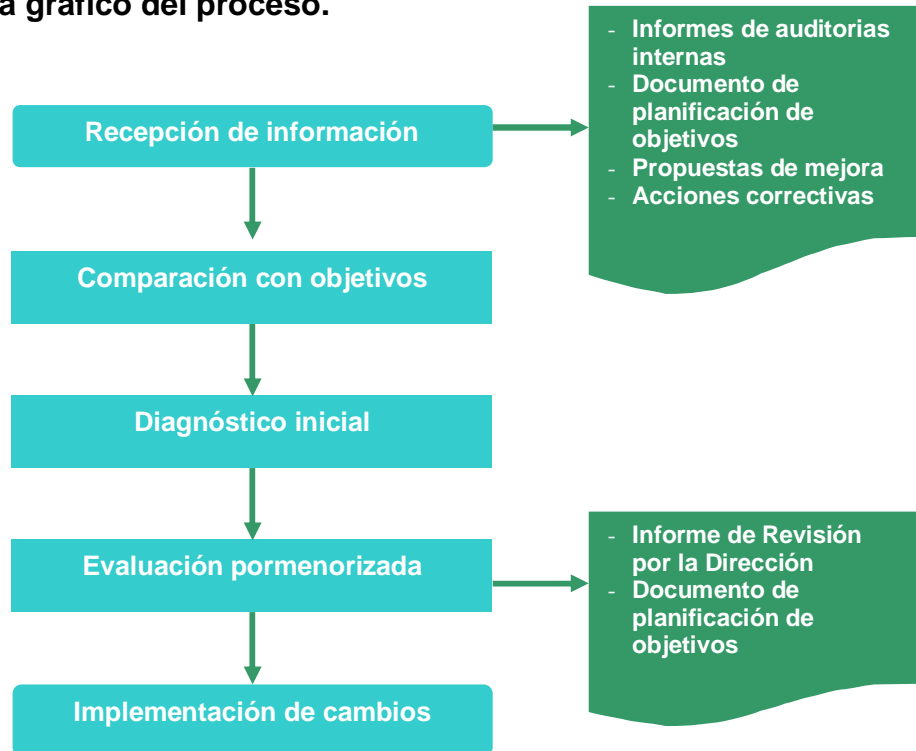 a gráfico del proceso.
Recepción de información
- Informes de auditorias
internas
- Documento de
planificación de
objetivos
- Propuestas de mejora
- Acciones correctivas
Comparación con objetivos
Diagnóstico inicial
Evaluación pormenorizada
- Informe de Revisión
por la Dirección
- Documento de
planificación de
objetivos
Implementación de cambios